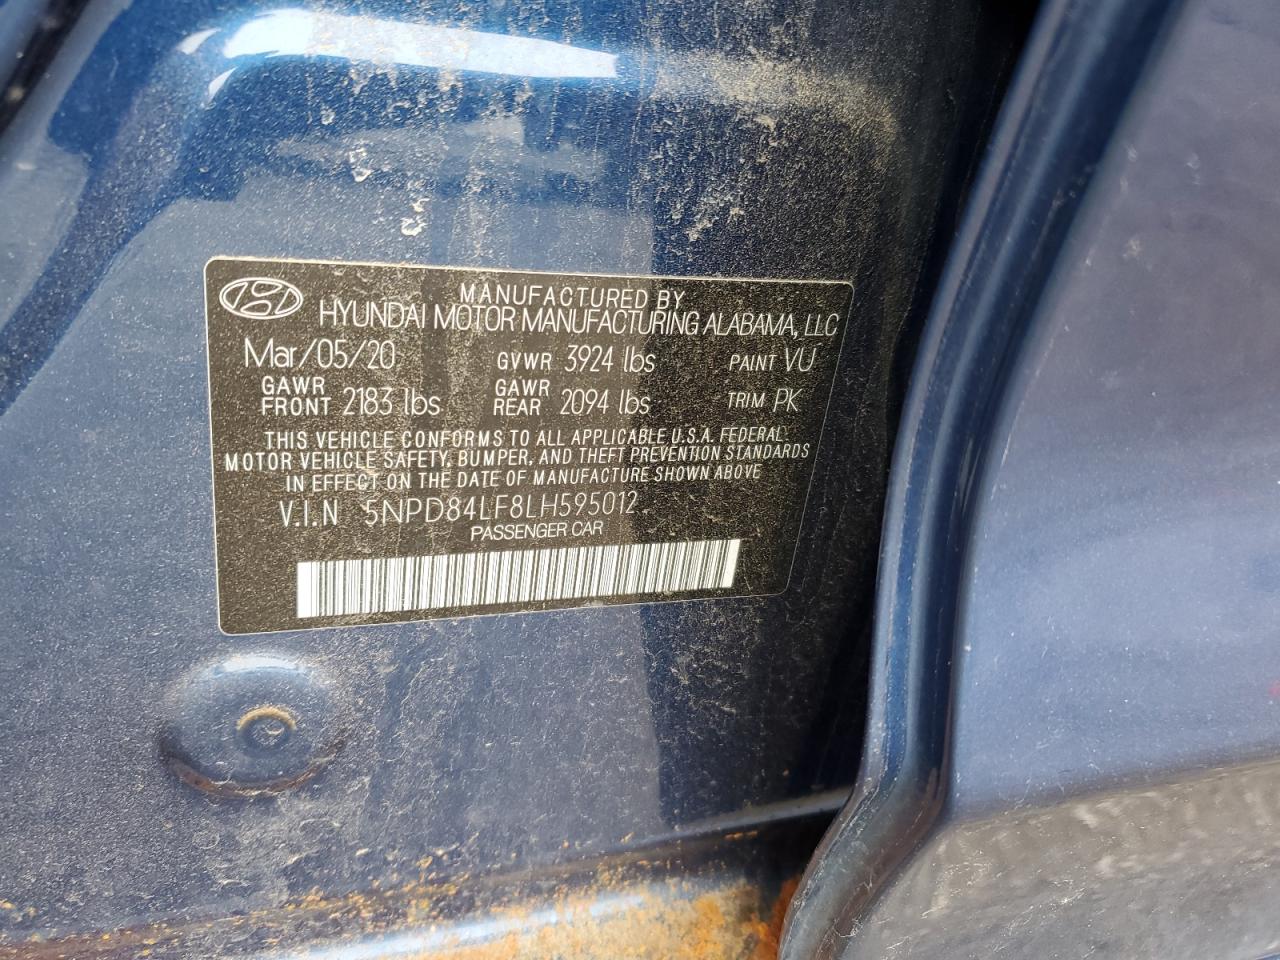 MANUFACTURED BY
HYUNDAI MOTOR MANUFACTURING ALABAMA, LLC
Mar/05/20 GVWR 3924 lbs PAINT VU
GAWR FRONT 2183 lbs GAWR REAR 2094 lbs TRIM PK
THIS VEHICLE CONFORMS TO ALL APPLICABLE U.S.A. FEDERAL
MOTOR VEHICLE SAFETY, BUMPER, AND THEFT PREVENTION STANDARDS
IN EFFECT ON THE DATE OF MANUFACTURE SHOWN ABOVE
V.I.N 5NPD84LF8LH595012
PASSENGER CAR